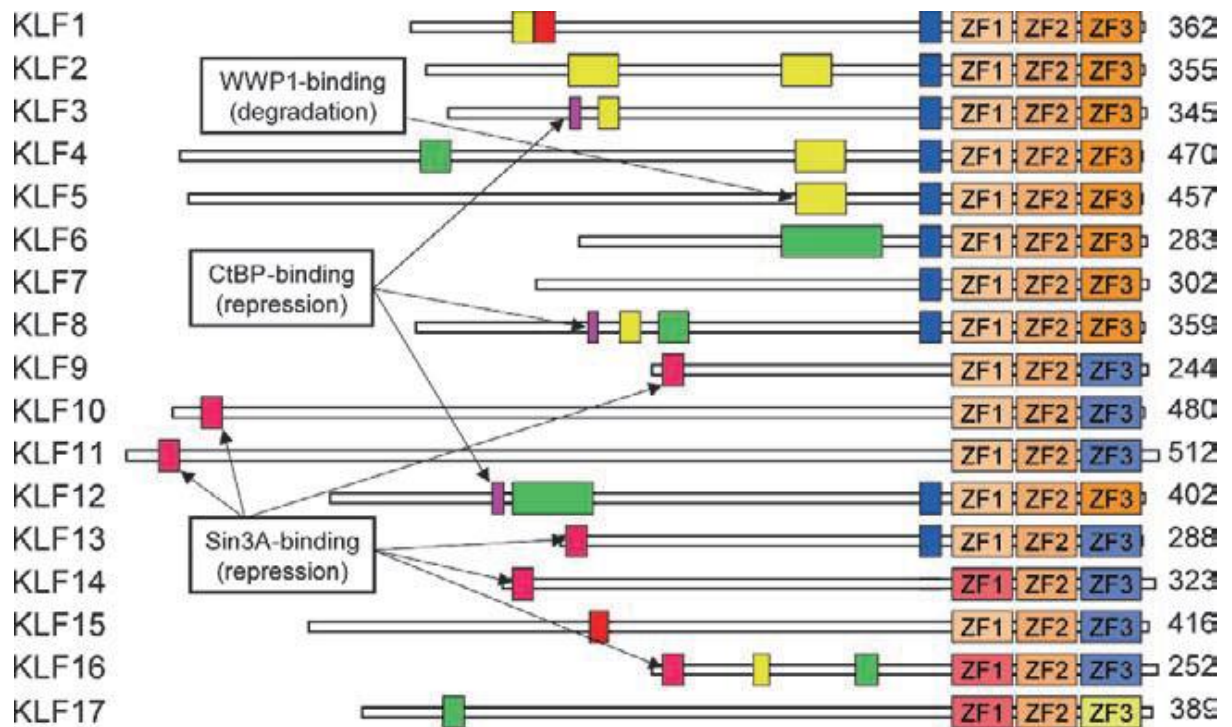 KLF1 ZF1 ZF2 ZF3 362
KLF2 ZF1 ZF2 ZF3 355
WWP1-binding
(degradation)
KLF3 ZF1 ZF2 ZF3 345
KLF4 ZF1 ZF2 ZF3 470
KLF5 ZF1 ZF2 ZF3 457
KLF6 ZF1 ZF2 ZF3 283
CtBP-binding
(repression)
KLF7 ZF1 ZF2 ZF3 302
KLF8 ZF1 ZF2 ZF3 359
KLF9 ZF1 ZF2 ZF3 244
KLF10 ZF1 ZF2 ZF3 480
KLF11 ZF1 ZF2 ZF3 512
KLF12 ZF1 ZF2 ZF3 402
Sin3A-binding
(repression)
KLF13 ZF1 ZF2 ZF3 288
KLF14 ZF1 ZF2 ZF3 323
KLF15 ZF1 ZF2 ZF3 416
KLF16 ZF1 ZF2 ZF3 252
KLF17 ZF1 ZF2 ZF3 389